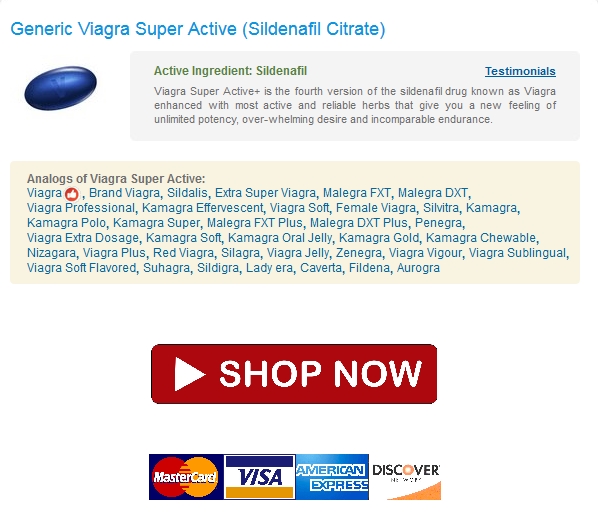 Generic Viagra Super Active (Sildenafil Citrate)
Active Ingredient: Sildenafil
Testimonials
Viagra Super Active+ is the fourth version of the sildenafil drug known as Viagra
enhanced with most active and reliable herbs that give you a new feeling of
unlimited potency, over-whelming desire and incomparable endurance.
Analogs of Viagra Super Active:
Viagra , Brand Viagra, Sildalis, Extra Super Viagra, Malegra FXT, Malegra DXT,
Viagra Professional, Kamagra Effervescent, Viagra Soft, Female Viagra, Silvitra, Kamagra,
Kamagra Polo, Kamagra Super, Malegra FXT Plus, Malegra DXT Plus, Penegra,
Viagra Extra Dosage, Kamagra Soft, Kamagra Oral Jelly, Kamagra Gold, Kamagra Chewable,
Nizagara, Viagra Plus, Red Viagra, Silagra, Viagra Jelly, Zenegra, Viagra Vigour, Viagra Sublingual,
Viagra Soft Flavored, Suhagra, Sildigra, Lady era, Caverta, Fildena, Aurogra
SHOP NOW
MasterCard
VISA
AMERICAN
EXPRESS
DISCOVER
NETWORK